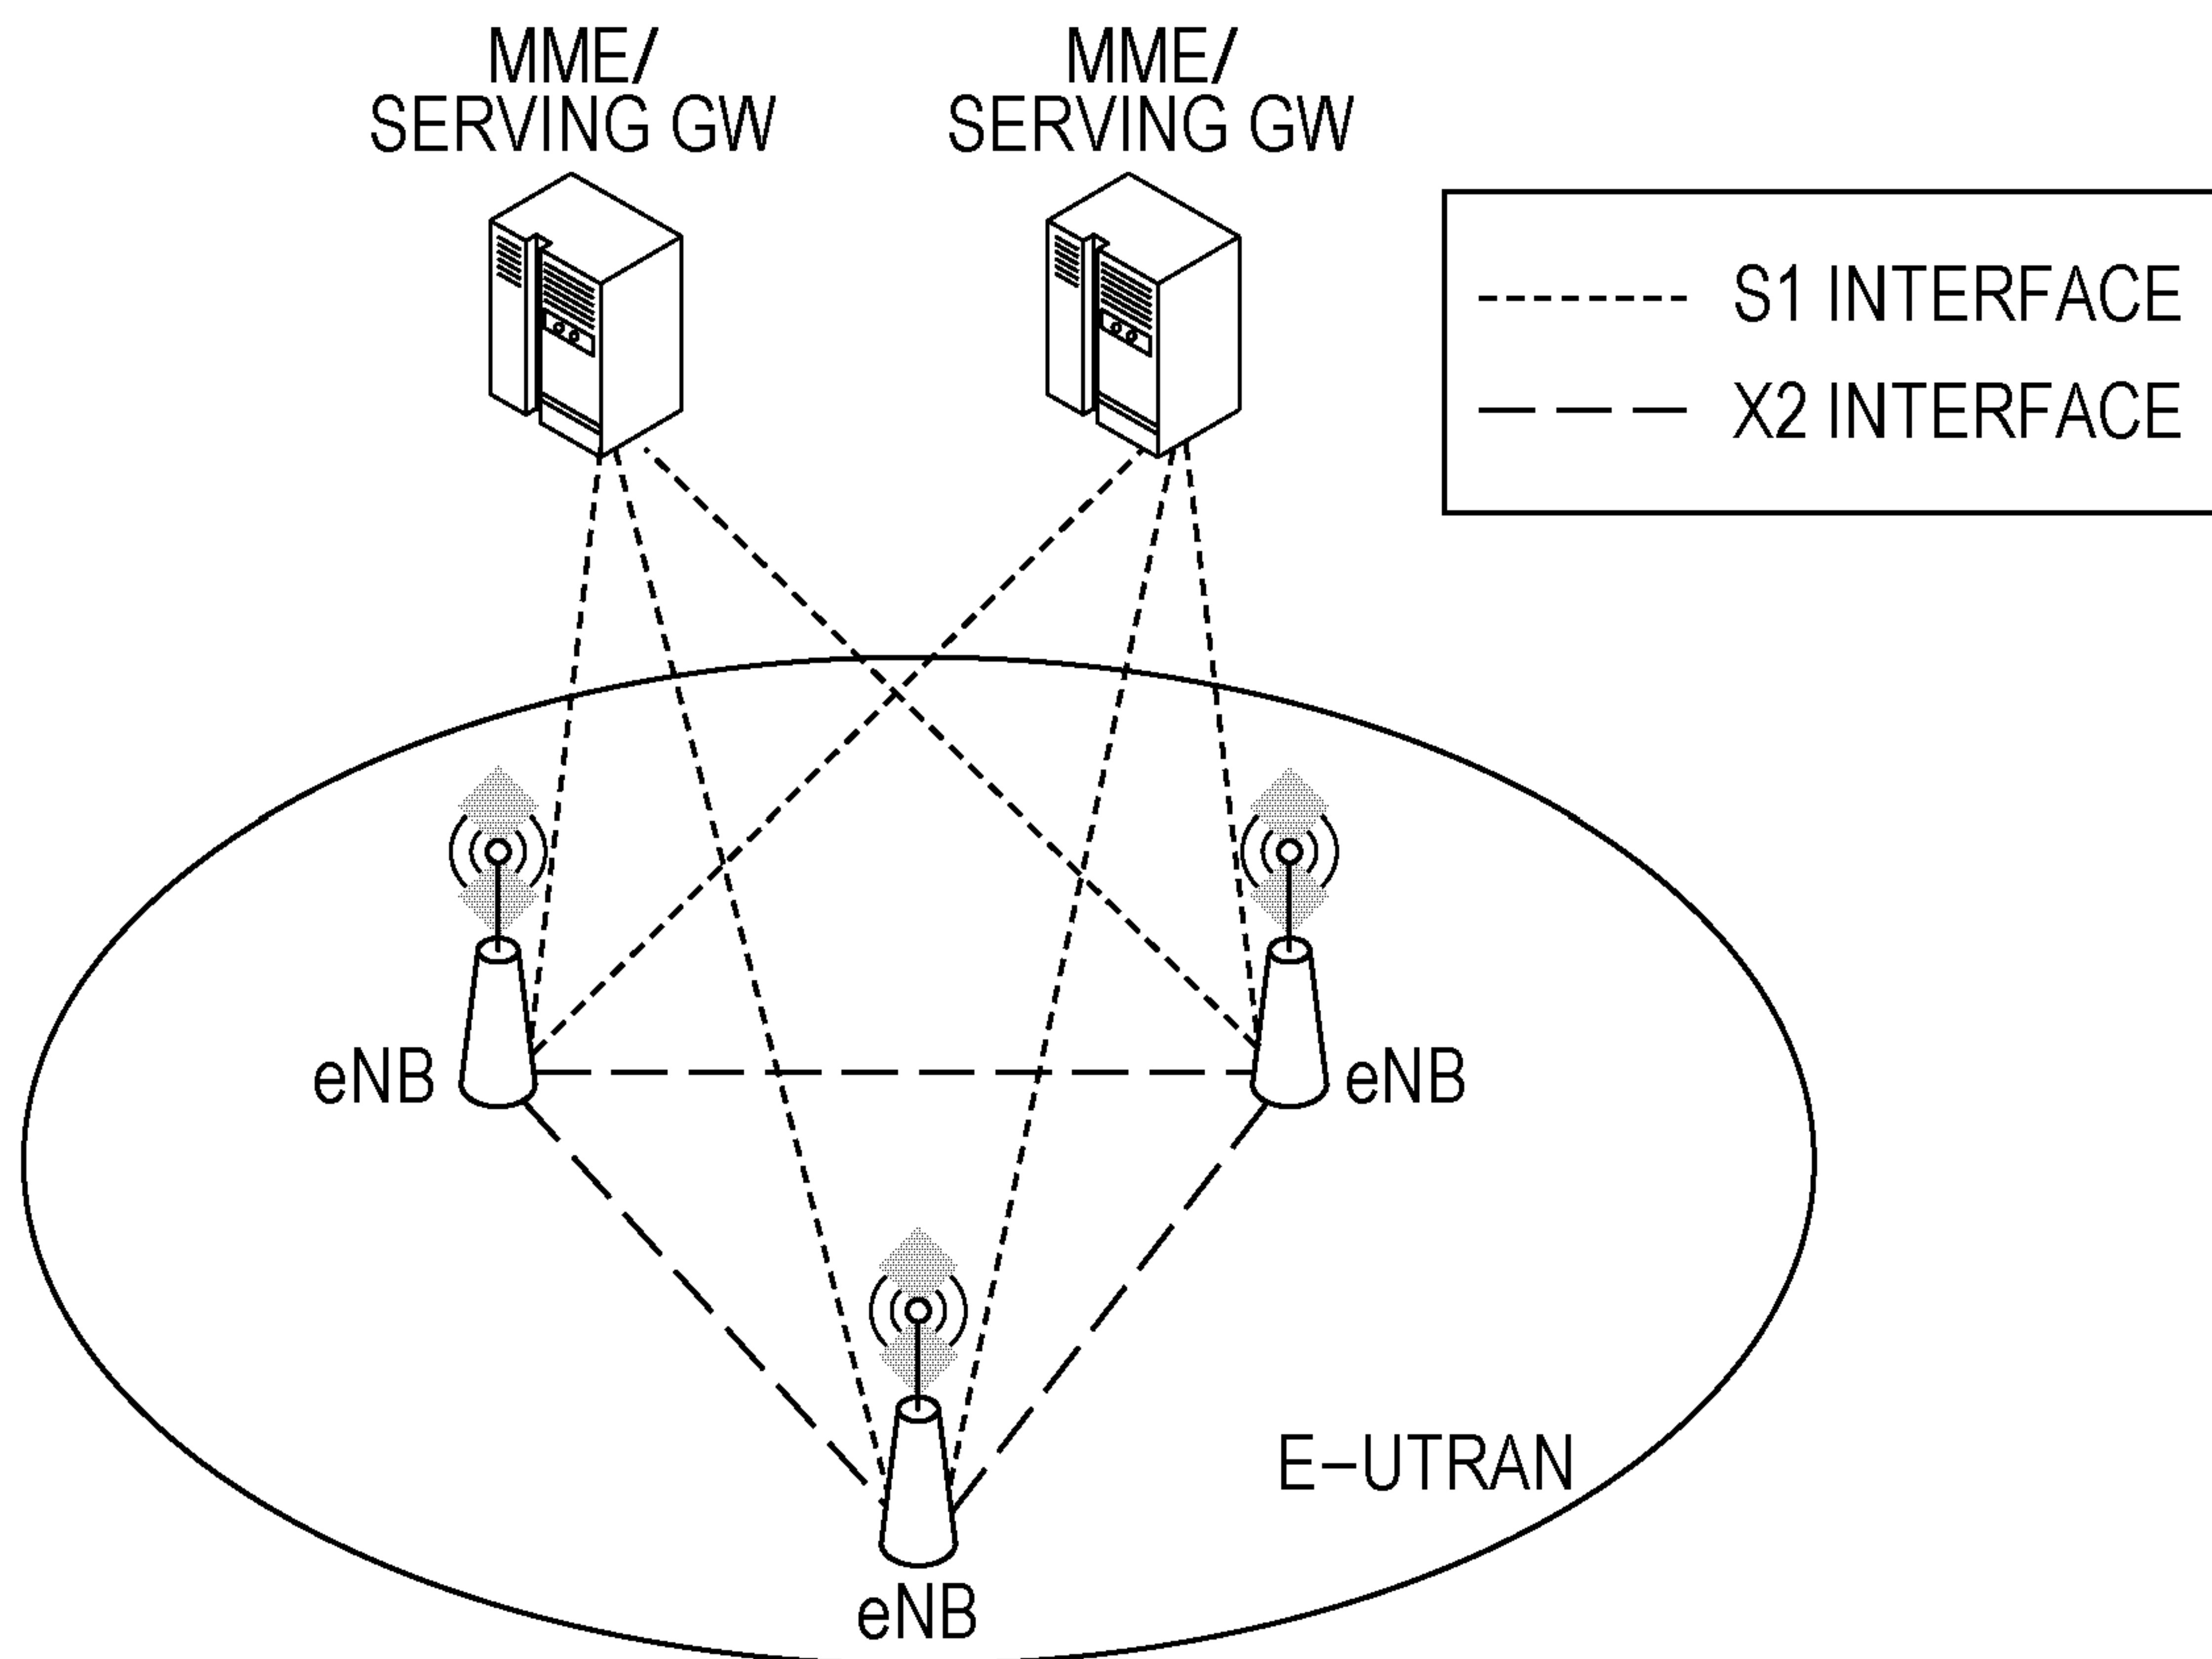 MME/
SERVING GW
MME/
SERVING GW
S1 INTERFACE
X2 INTERFACE
eNB
eNB
E-UTRAN
eNB